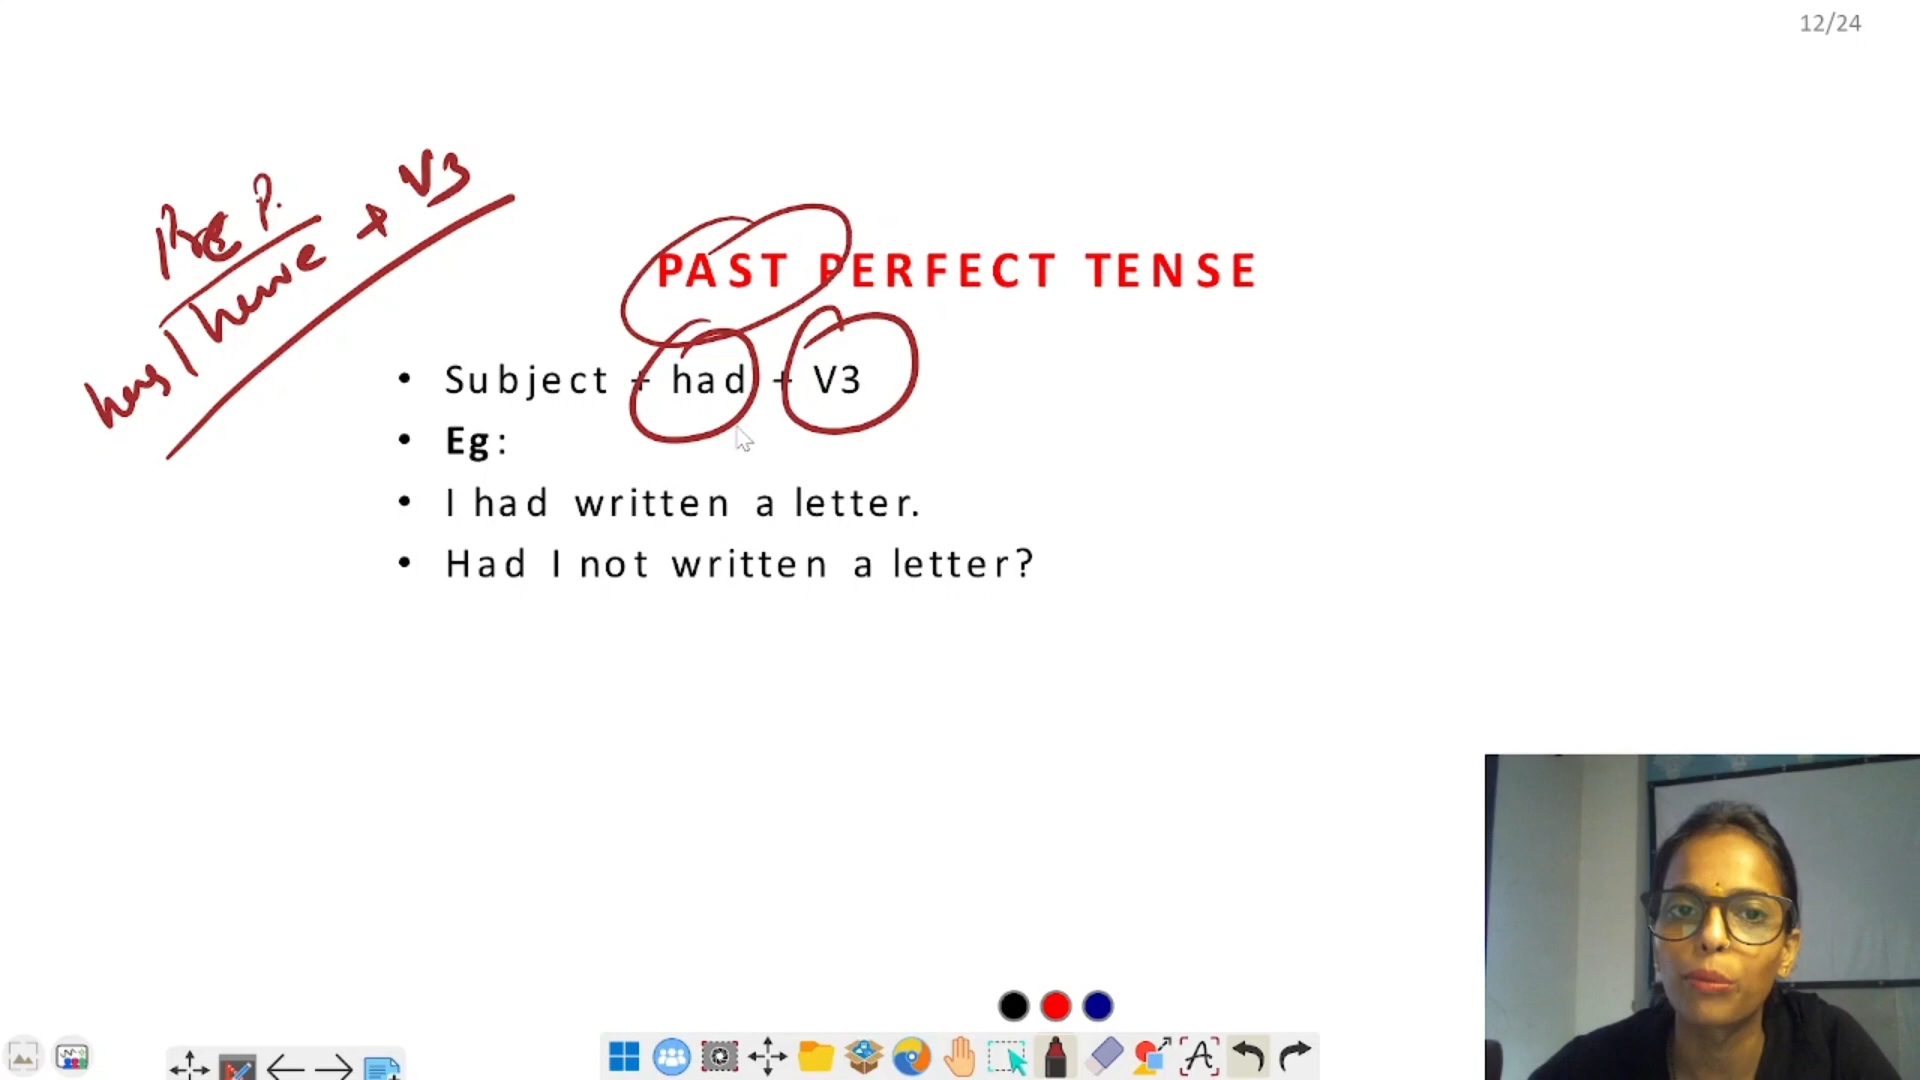 12/24
Pre P.
has / have + V3
PAST PERFECT TENSE
• Subject + had + V3
• Eg:
• I had written a letter.
• Had I not written a letter?